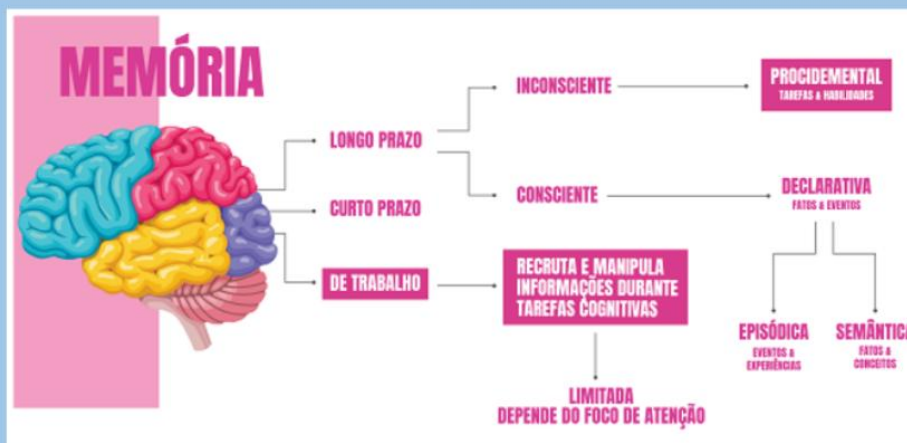 MEMÓRIA
LONGO PRAZO
CURTO PRAZO
DE TRABALHO
INCONSCIENTE
CONSCIENTE
PROCIDEMENTAL
TAREFAS & HABILIDADES
DECLARATIVA
FATOS & EVENTOS
RECRUTA E MANIPULA
INFORMAÇÕES DURANTE
TAREFAS COGNITIVAS
LIMITADA
DEPENDE DO FOCO DE ATENÇÃO
EPISÓDICA
EVENTOS &
EXPERIÊNCIAS
SEMÂNTICA
FATOS &
CONCEITOS